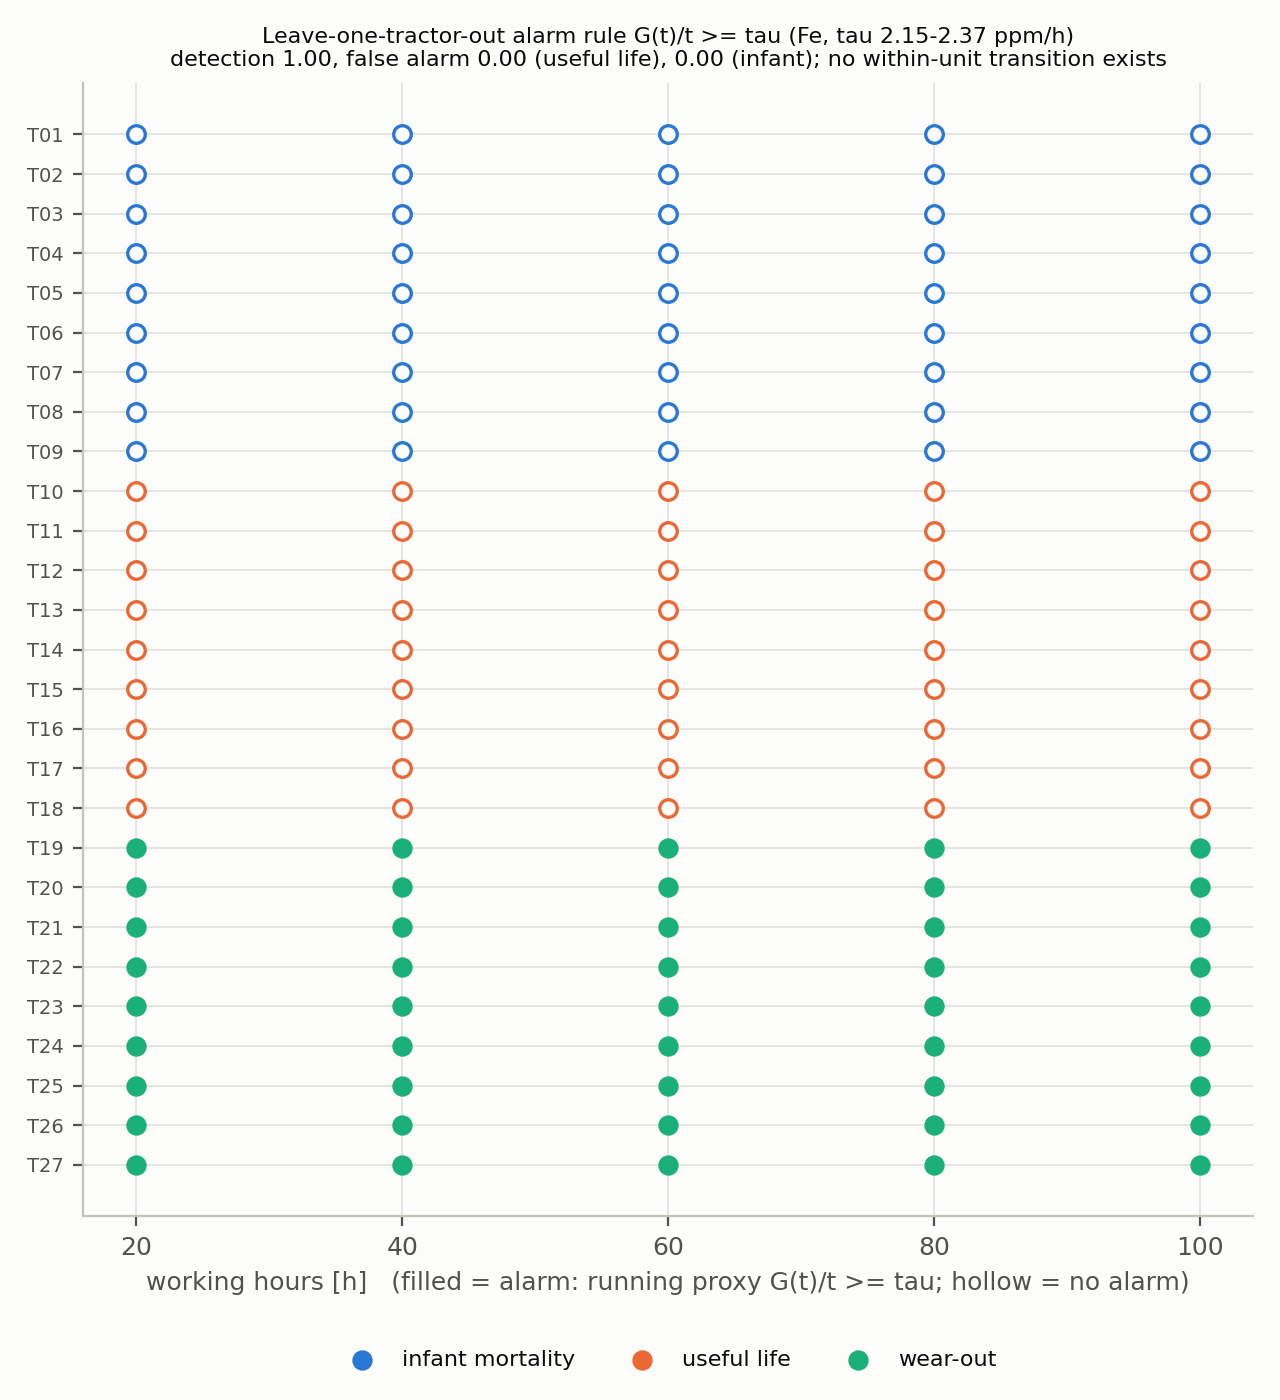 Leave-one-tractor-out alarm rule G(t)/t >= tau (Fe, tau 2.15-2.37 ppm/h)
detection 1.00, false alarm 0.00 (useful life), 0.00 (infant); no within-unit transition exists
T01
T02
T03
T04
T05
T06
T07
T08
T09
T10
T11
T12
T13
T14
T15
T16
T17
T18
T19
T20
T21
T22
T23
T24
T25
T26
T27
20 40 60 80 100
working hours [h] (filled = alarm: running proxy G(t)/t >= tau; hollow = no alarm)
infant mortality useful life wear-out